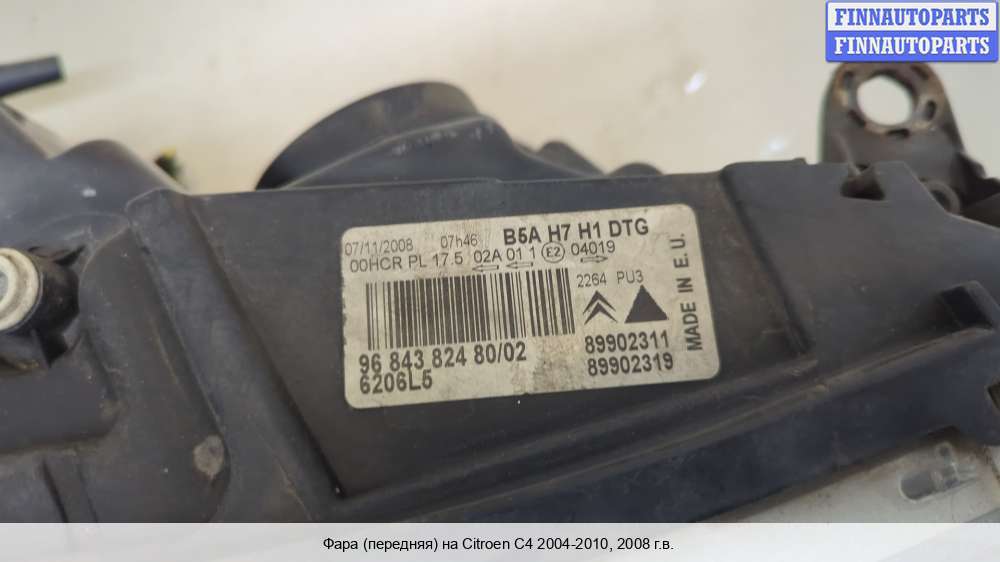 FINNAUTOPARTS
FINNAUTOPARTS
07/11/2008 07h46 B5A H7 H1 DTG
00HCR PL 17.5 02A 01 1 E2 04019
2264 PU3
MADE IN E.U.
96 843 824 80/02
6206L5
89902311
89902319
Фара (передняя) на Citroen C4 2004-2010, 2008 г.в.